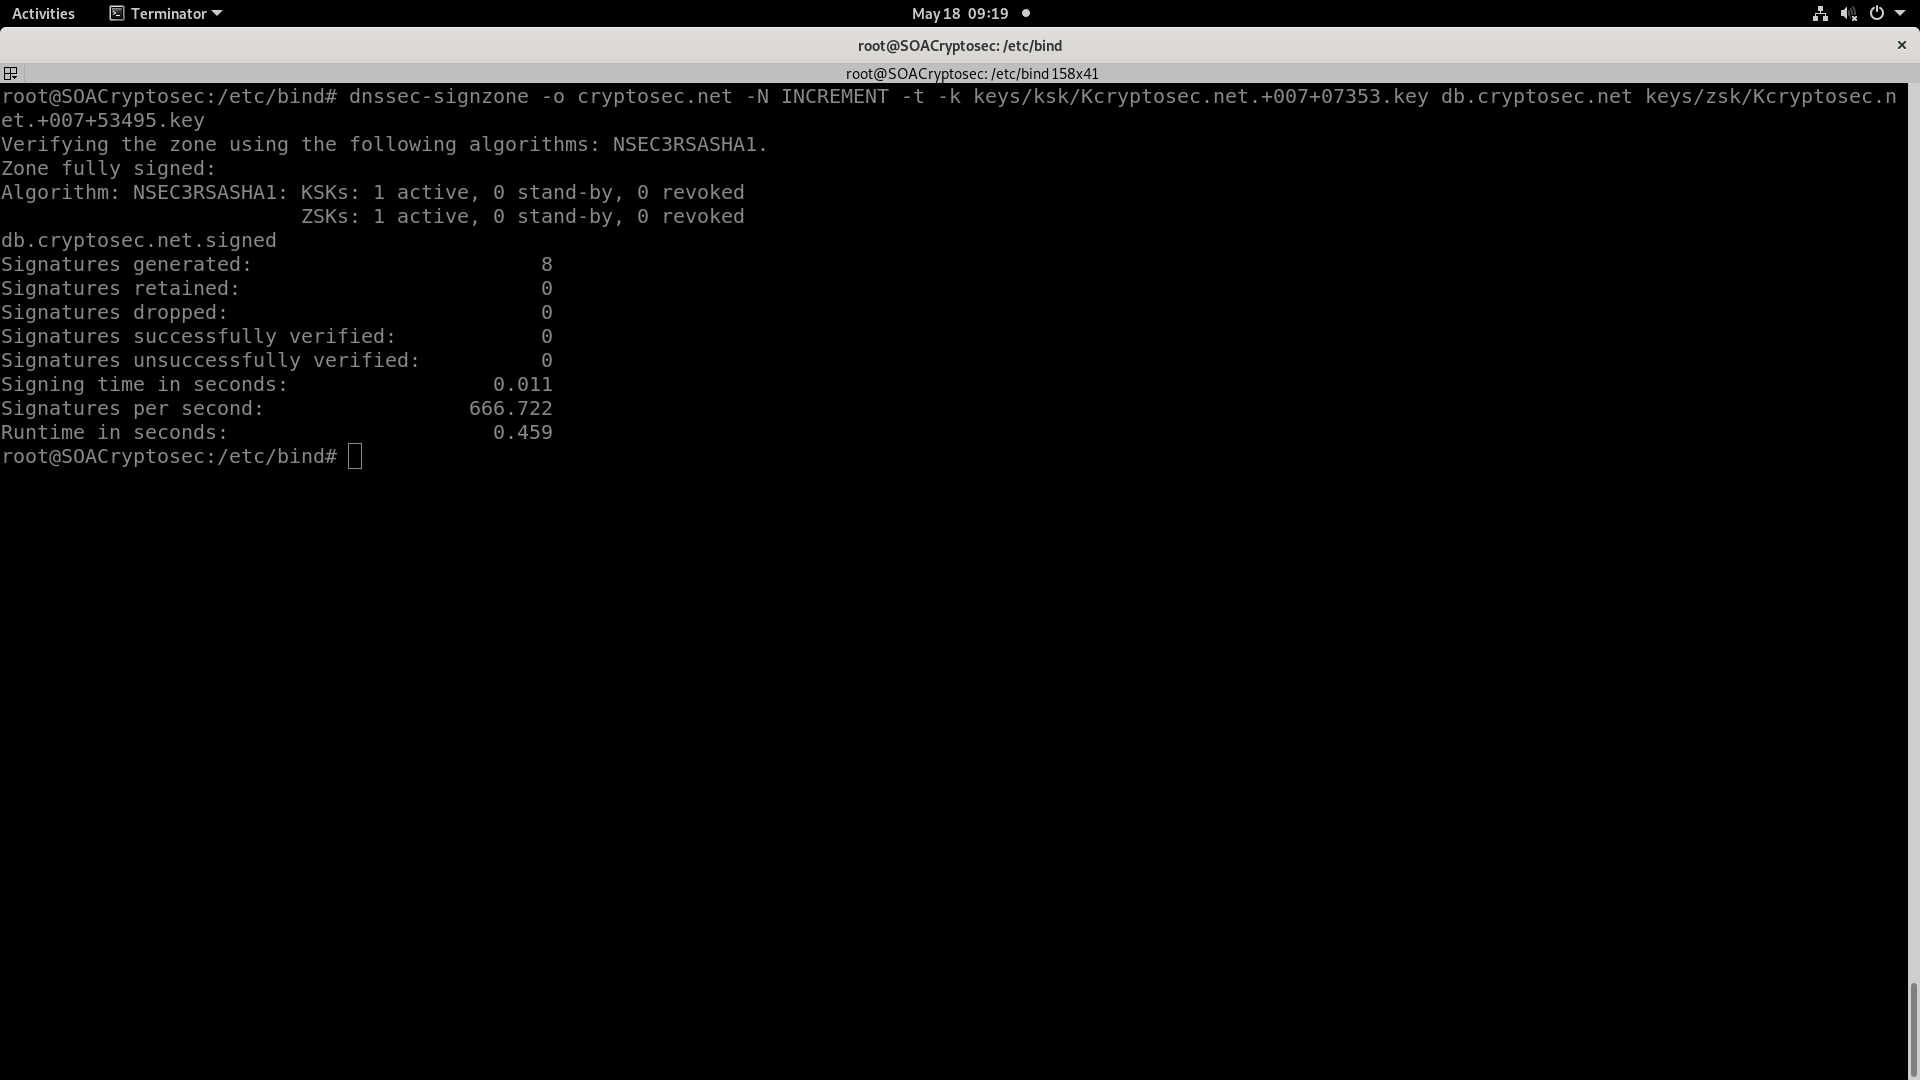 Activities Terminator May 18 09:19
root@SOACryptosec: /etc/bind
root@SOACryptosec: /etc/bind 158x41
root@SOACryptosec:/etc/bind# dnssec-signzone -o cryptosec.net -N INCREMENT -t -k keys/ksk/Kcryptosec.net.+007+07353.key db.cryptosec.net keys/zsk/Kcryptosec.n
et.+007+53495.key
Verifying the zone using the following algorithms: NSEC3RSASHA1.
Zone fully signed:
Algorithm: NSEC3RSASHA1: KSKs: 1 active, 0 stand-by, 0 revoked
                         ZSKs: 1 active, 0 stand-by, 0 revoked
db.cryptosec.net.signed
Signatures generated:                        8
Signatures retained:                         0
Signatures dropped:                          0
Signatures successfully verified:            0
Signatures unsuccessfully verified:          0
Signing time in seconds:                 0.011
Signatures per second:                 666.722
Runtime in seconds:                      0.459
root@SOACryptosec:/etc/bind#